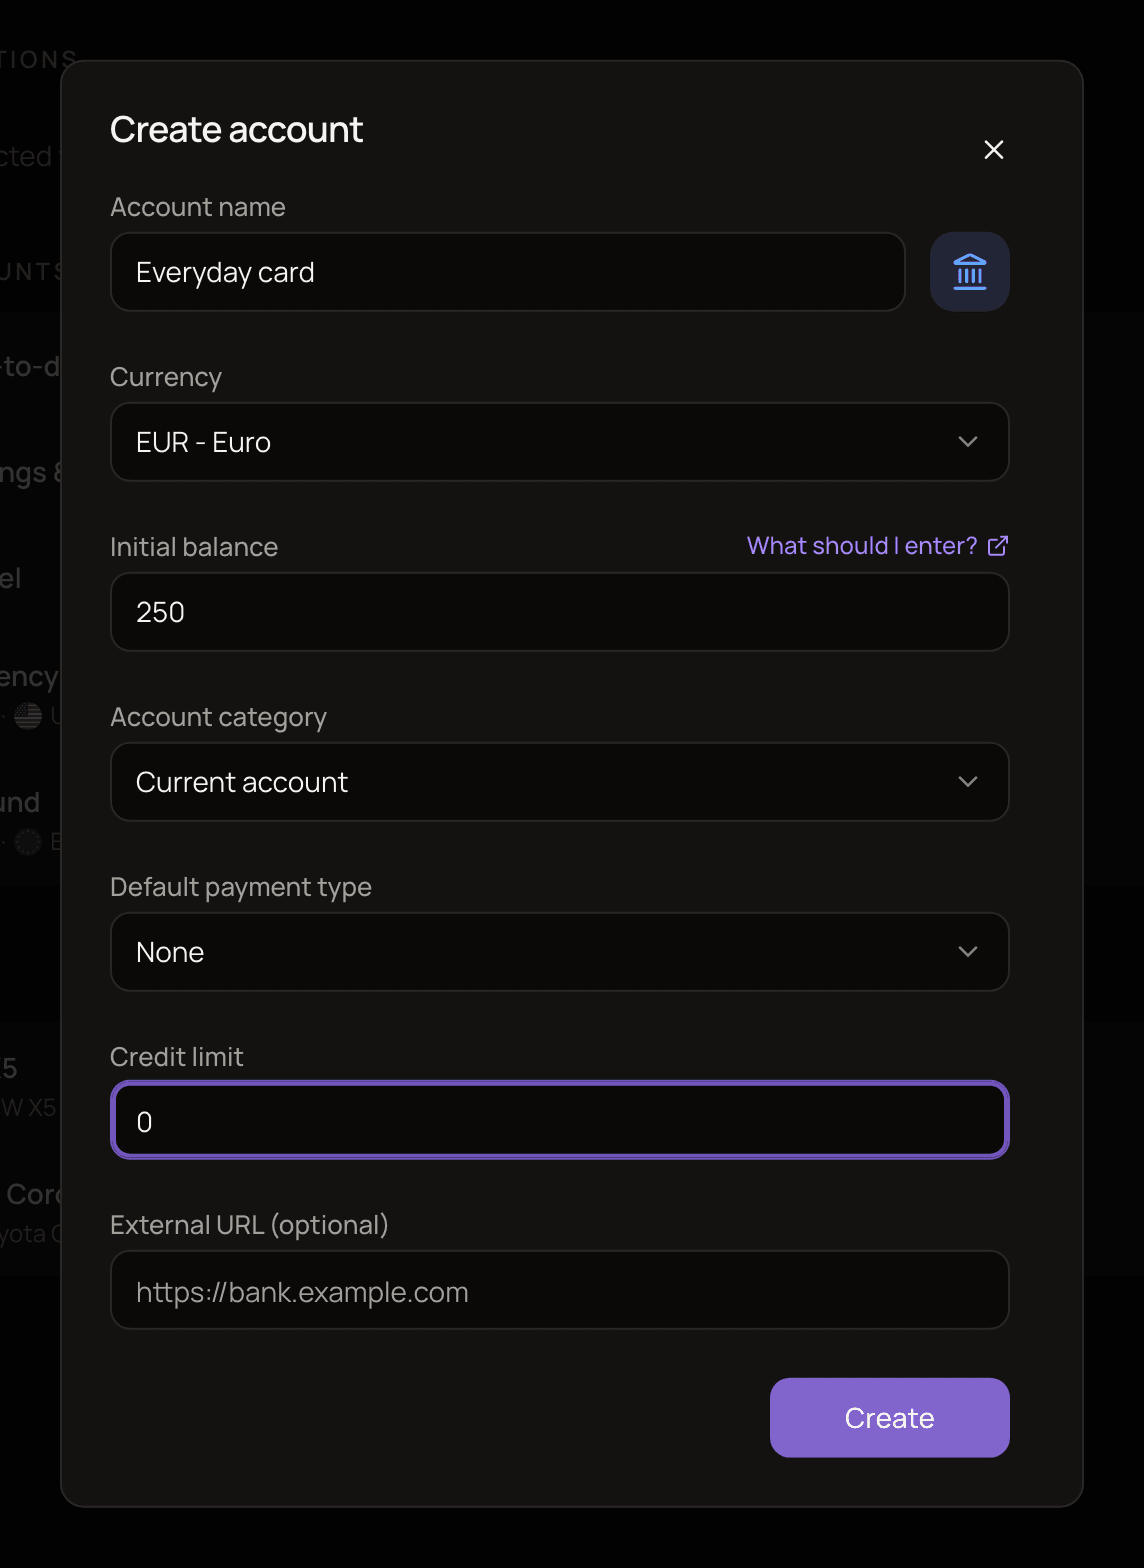 Create account
Account name
Everyday card
Currency
EUR - Euro
Initial balance
What should I enter?
250
Account category
Current account
Default payment type
None
Credit limit
0
External URL (optional)
https://bank.example.com
Create